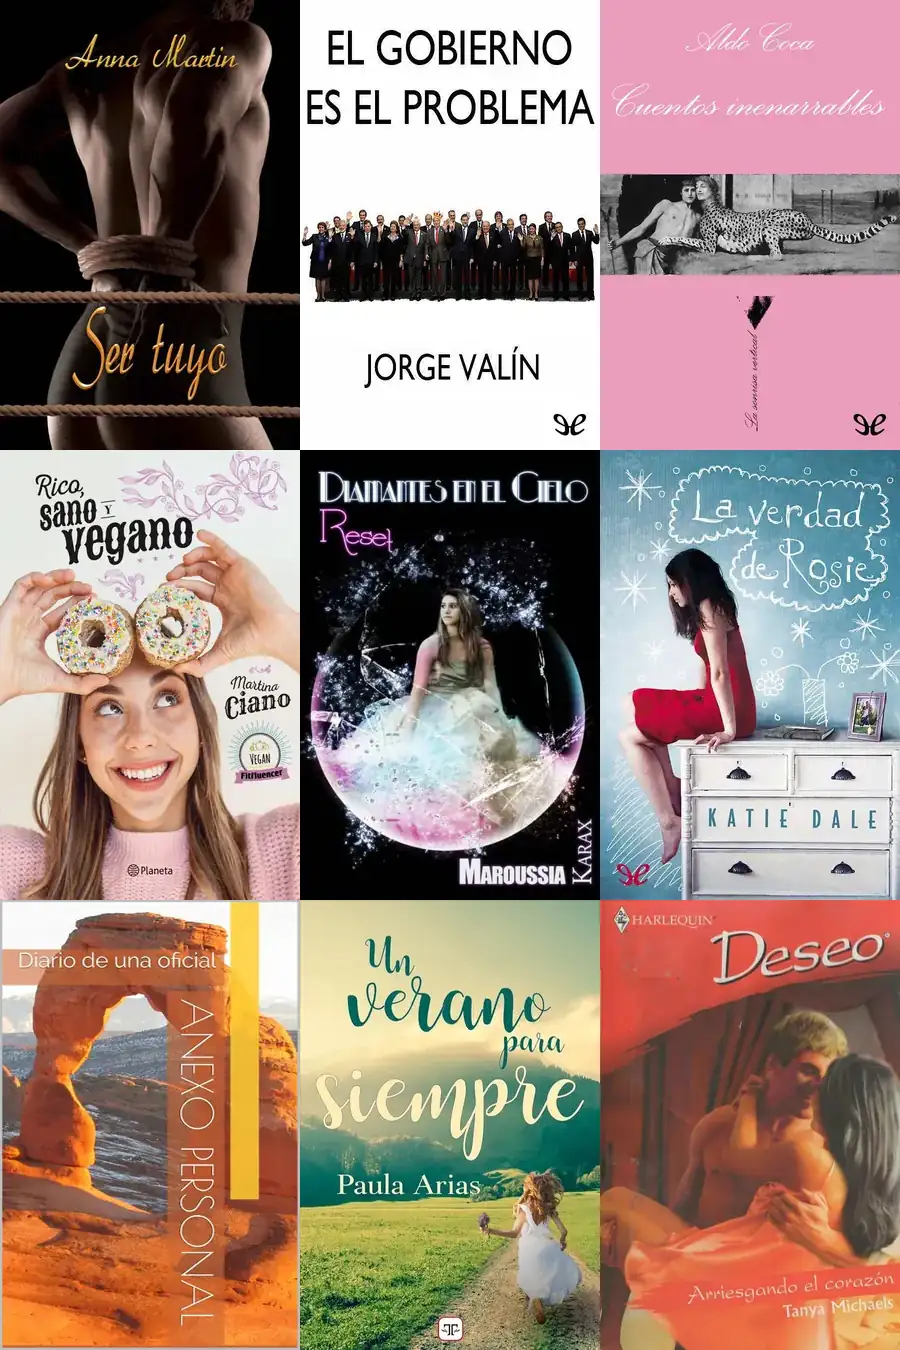 Anna Martin
Ser tuyo
EL GOBIERNO
ES EL PROBLEMA
JORGE VALÍN
Aldo Coca
Cuentos inenarrables
La sonrisa vertical
Rico,
sano Y
vegano
Martina
Ciano
VEGAN
Fitfluencer
Planeta
DIAMANTES EN EL CIELO
Reset
MAROUSSIA
KARAX
La verdad
de Rosie
KATIE DALE
Diario de una oficial
ANEXO PERSONAL
Un
verano
para
siempre
Paula Arias
HARLEQUIN®
Deseo®
Arriesgando el corazón
Tanya Michaels